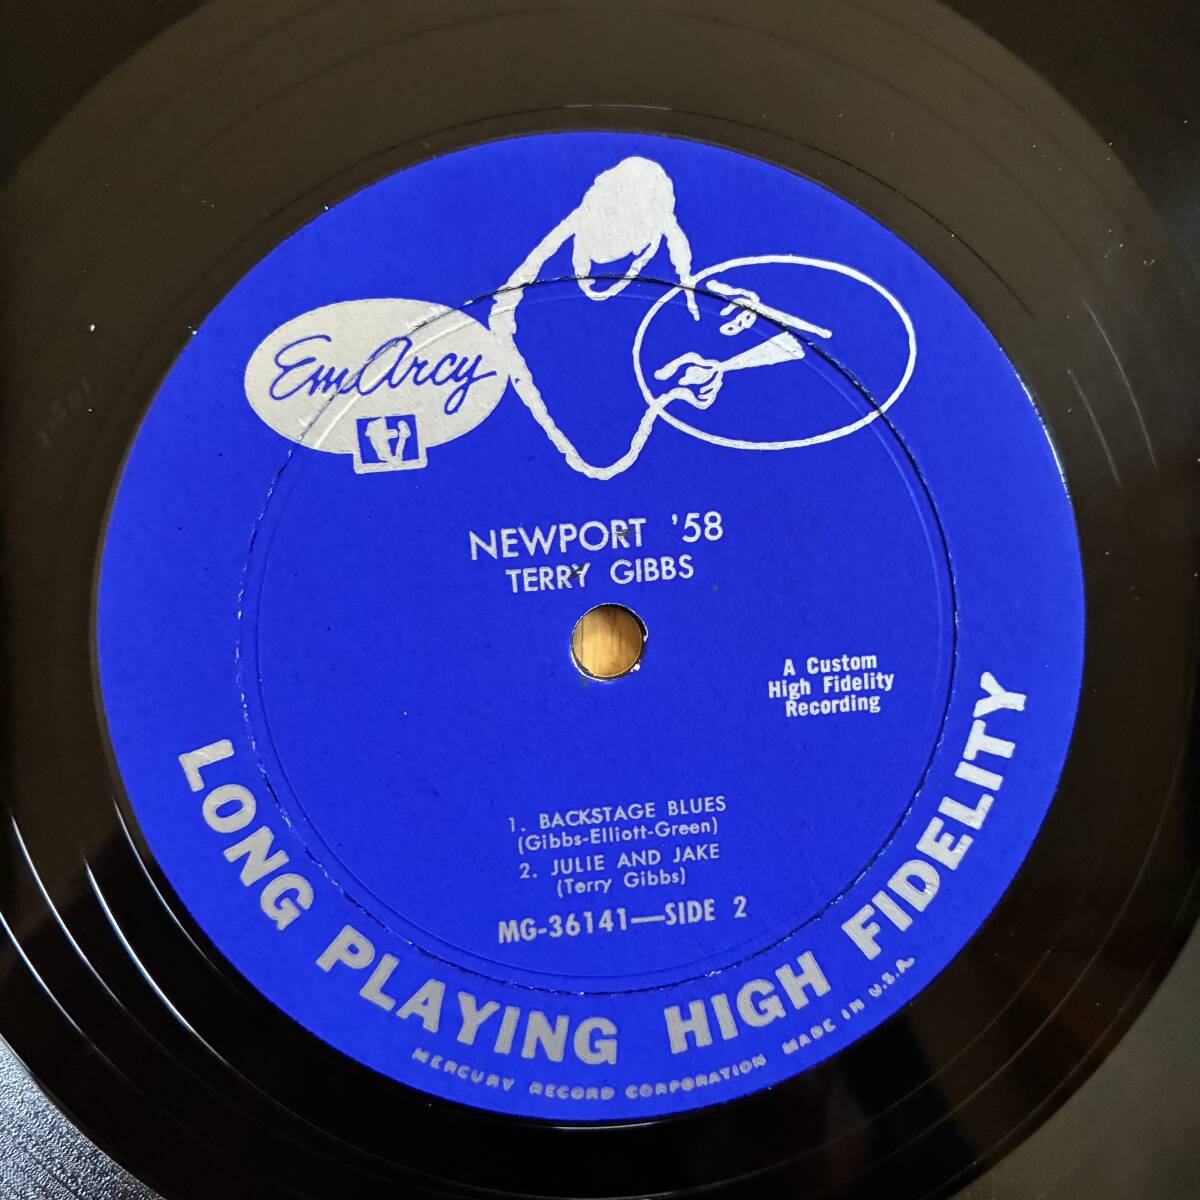 EmArcy
NEWPORT '58
TERRY GIBBS
A Custom
High Fidelity
Recording
1. BACKSTAGE BLUES
(Gibbs-Elliott-Green)
2. JULIE AND JAKE
(Terry Gibbs)
MG-36141—SIDE 2
LONG PLAYING HIGH FIDELITY
MERCURY RECORD CORPORATION MADE IN U.S.A.